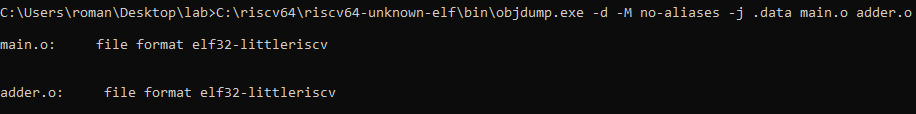 C:\Users\roman\Desktop\lab>C:\riscv64\riscv64-unknown-elf\bin\objdump.exe -d -M no-aliases -j .data main.o adder.o
main.o:     file format elf32-littleriscv
adder.o:     file format elf32-littleriscv